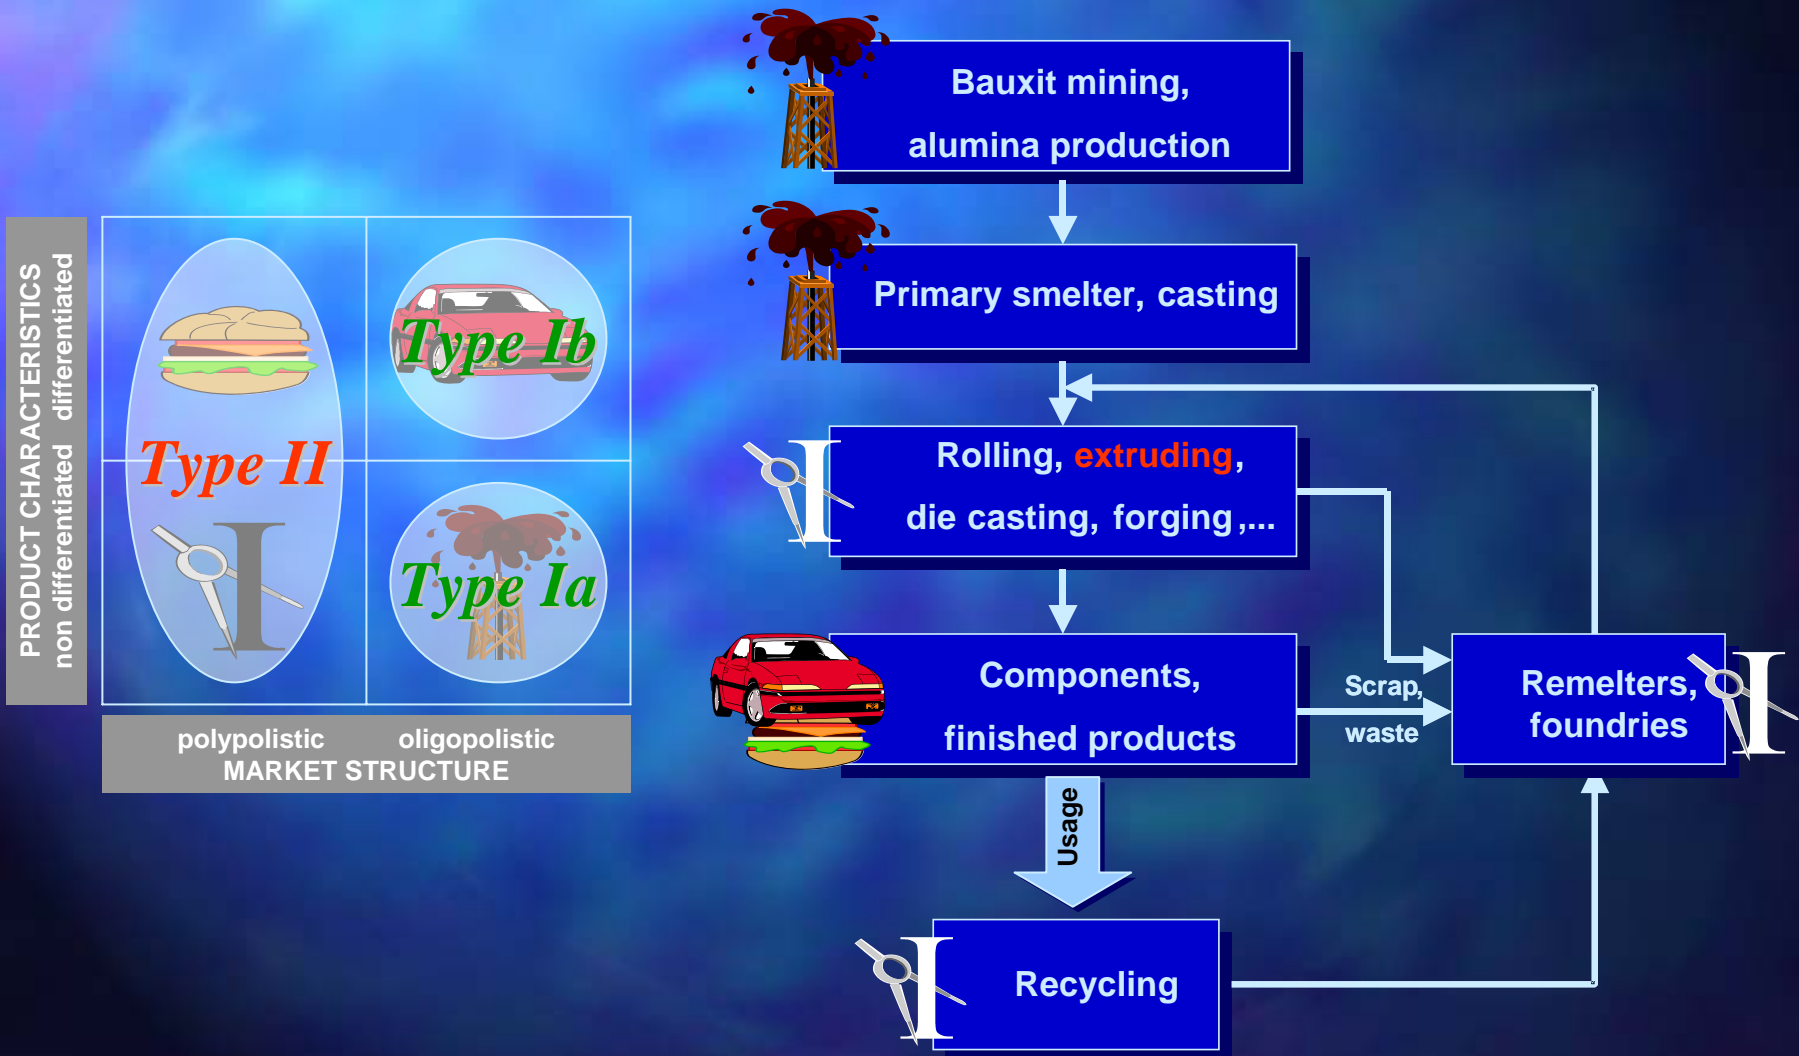 PRODUCT CHARACTERISTICS
non differentiated differentiated
Type II
Type Ib
Type Ia
polypolistic oligopolistic
MARKET STRUCTURE
Bauxit mining,
alumina production
Primary smelter, casting
Rolling, extruding,
die casting, forging ,...
Components,
finished products
Scrap,
waste
Remelters,
foundries
Usage
Recycling